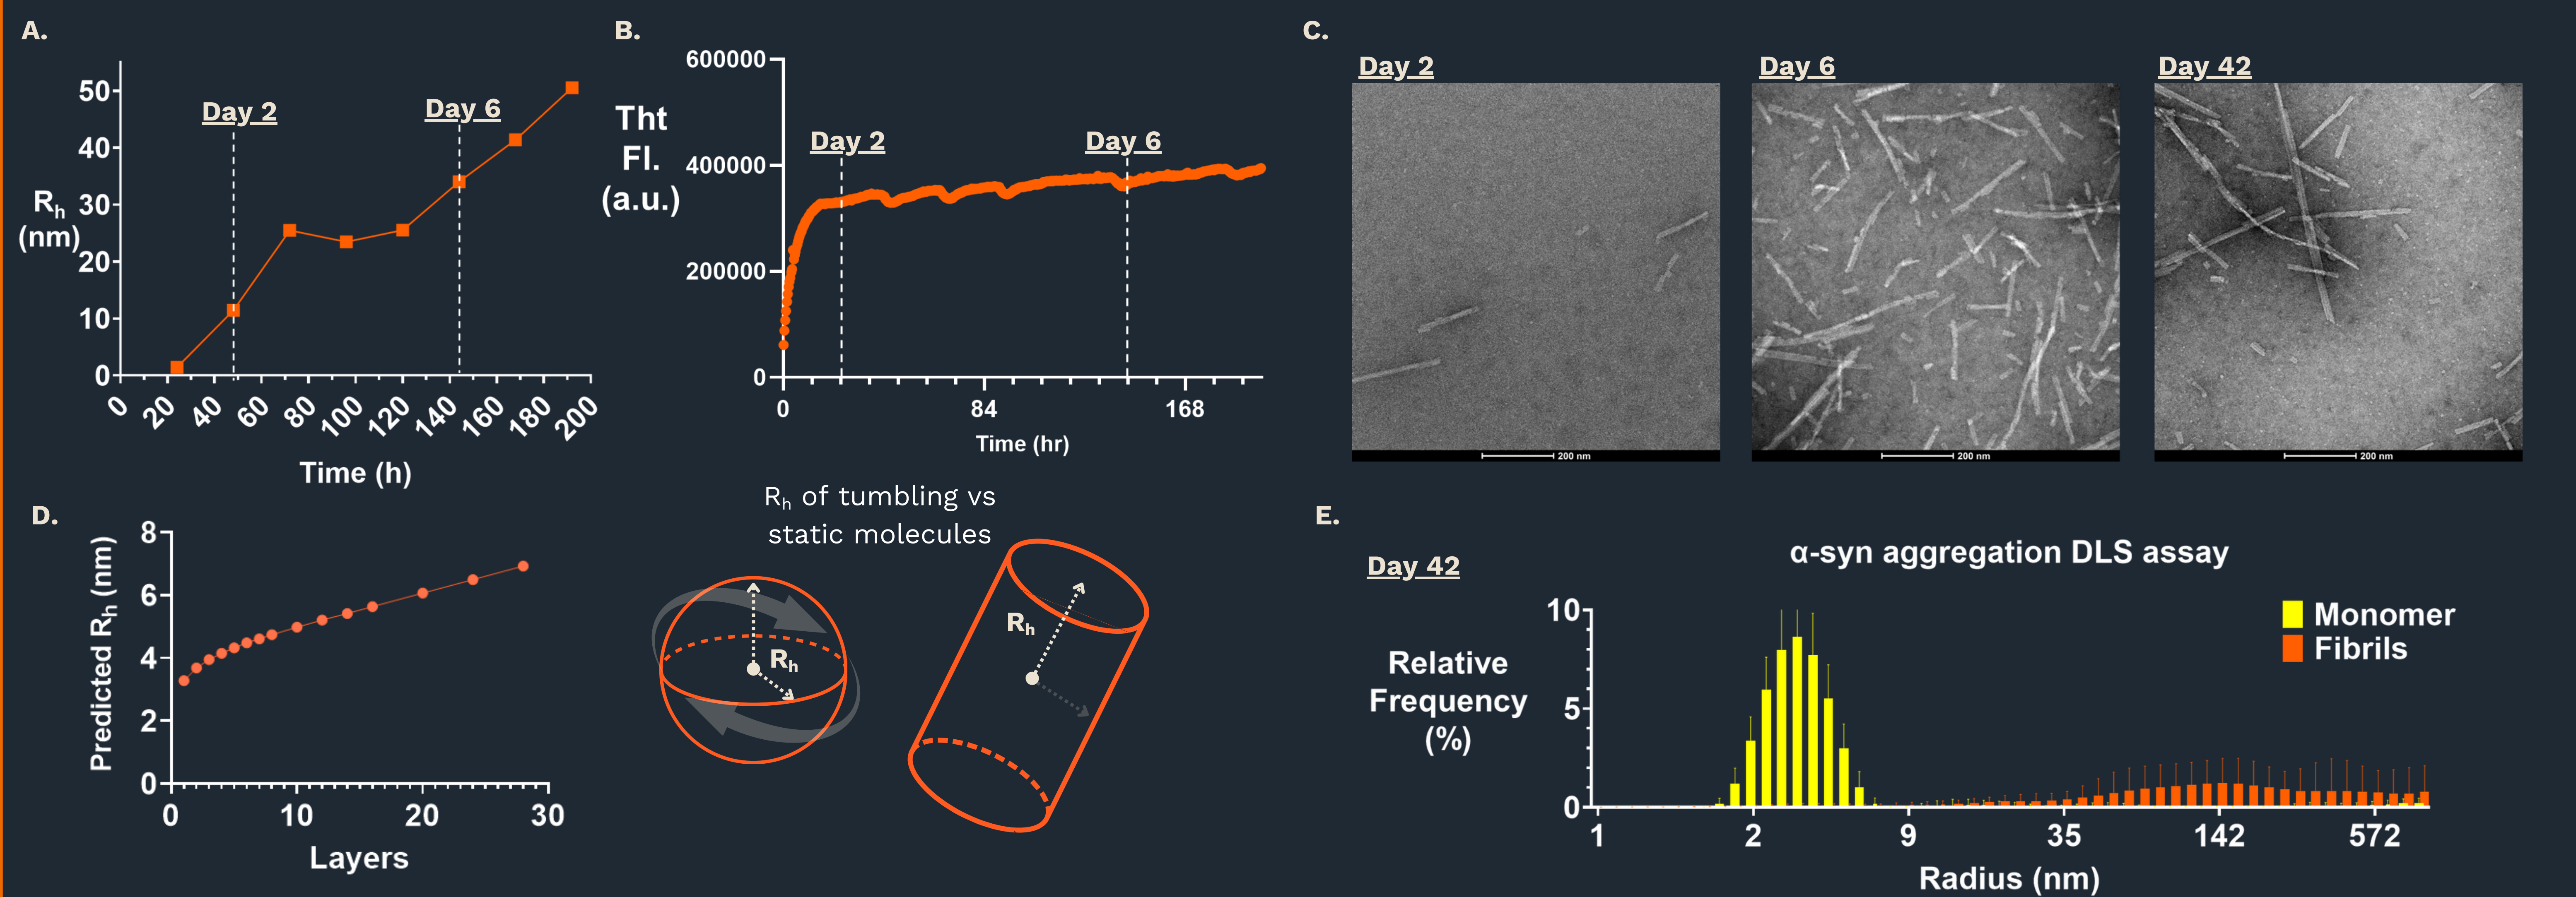 A.
50
40
30
20
10
0
Rh
(nm)
Day 2
Day 6
0 20 40 60 80 100 120 140 160 180 200
Time (h)
B.
600000
400000
200000
0
Tht
Fl.
(a.u.)
Day 2
Day 6
0 84 168
Time (hr)
C.
Day 2
Day 6
Day 42
200 nm
200 nm
200 nm
D.
8
6
4
2
0
Predicted Rh (nm)
0 10 20 30
Layers
Rh of tumbling vs
static molecules
Rh
Rh
E.
Day 42
α-syn aggregation DLS assay
10
5
0
Relative
Frequency
(%)
Monomer
Fibrils
1 2 9 35 142 572
Radius (nm)